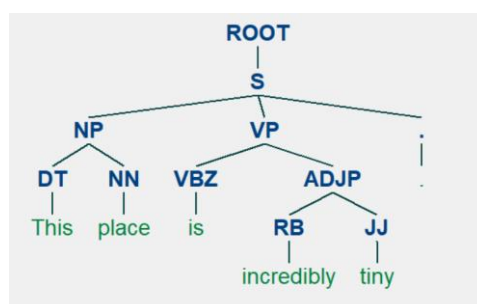 ROOT
S
NP VP .
DT NN VBZ ADJP .
This place is RB JJ
incredibly tiny